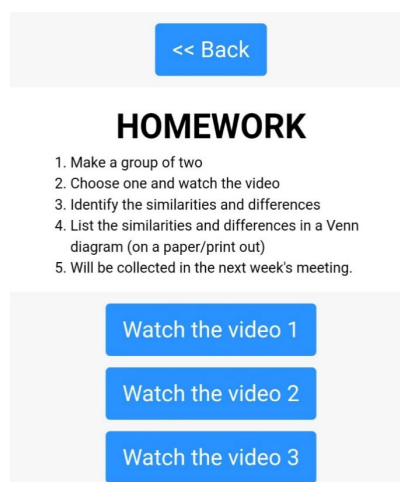 << Back
HOMEWORK
1. Make a group of two
2. Choose one and watch the video
3. Identify the similarities and differences
4. List the similarities and differences in a Venn
diagram (on a paper/print out)
5. Will be collected in the next week's meeting.
Watch the video 1
Watch the video 2
Watch the video 3